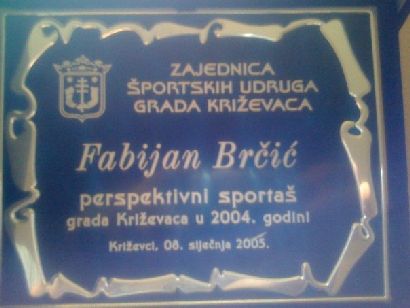 ZAJEDNICA
ŠPORTSKIH UDRUGA
GRADA KRIŽEVACA
Fabijan Brčić
perspektivni sportaš
grada Križevaca u 2004. godini
Križevci, 08. siječnja 2005.